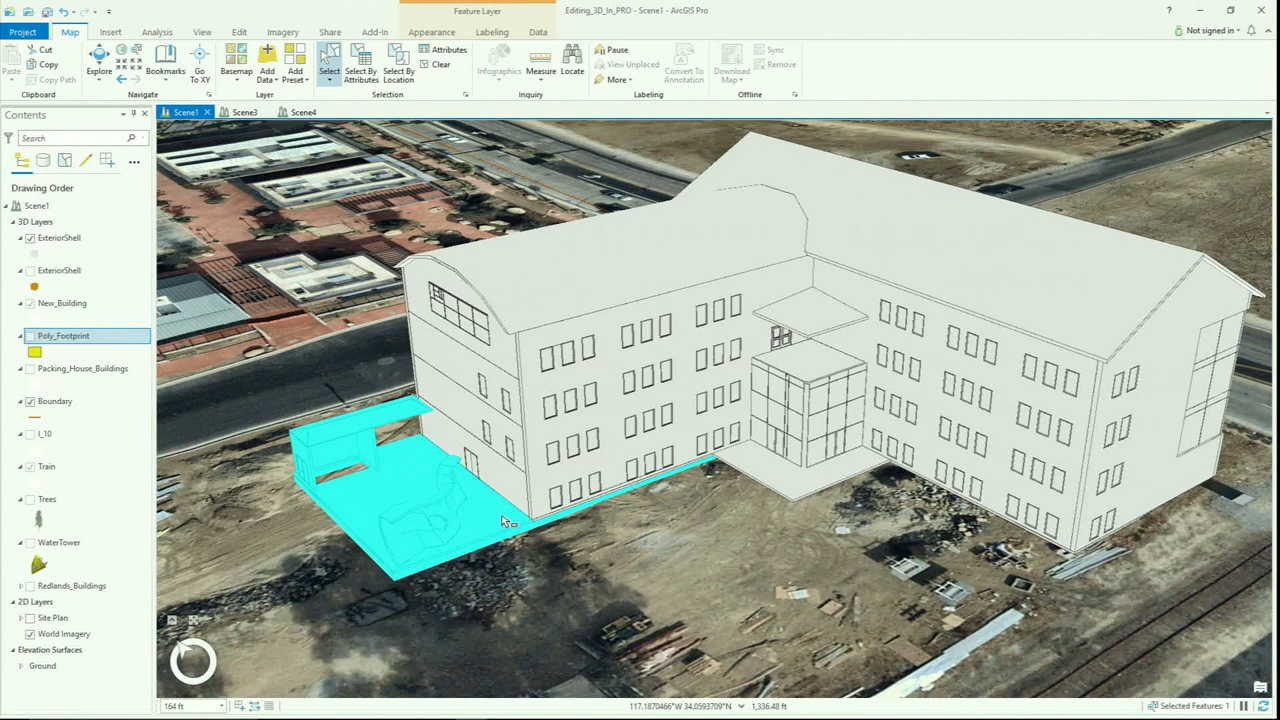 Feature Layer
Editing_3D_In_PRO - Scene1 - ArcGIS Pro
?
Project Map Insert Analysis View Edit Imagery Share Add-In Appearance Labeling Data
Not signed in
Paste
Cut
Copy
Copy Path
Clipboard
Explore
Bookmarks
Go To XY
Navigate
Basemap
Add Data
Add Preset
Layer
Select
Select By Attributes
Select By Location
Attributes
Clear
Selection
Infographics
Measure
Locate
Inquiry
Pause
View Unplaced
More
Convert To Annotation
Labeling
Download Map
Sync
Remove
Offline
Contents
Scene1 Scene3 Scene4
Search
Drawing Order
Scene1
3D Layers
ExteriorShell
ExteriorShell
New_Building
Poly_Footprint
Packing_House_Buildings
Boundary
I_10
Train
Trees
WaterTower
Redlands_Buildings
2D Layers
Site Plan
World Imagery
Elevation Surfaces
Ground
164 ft
117.1870466°W 34.0593709°N
1,336.48 ft
Selected Features: 1